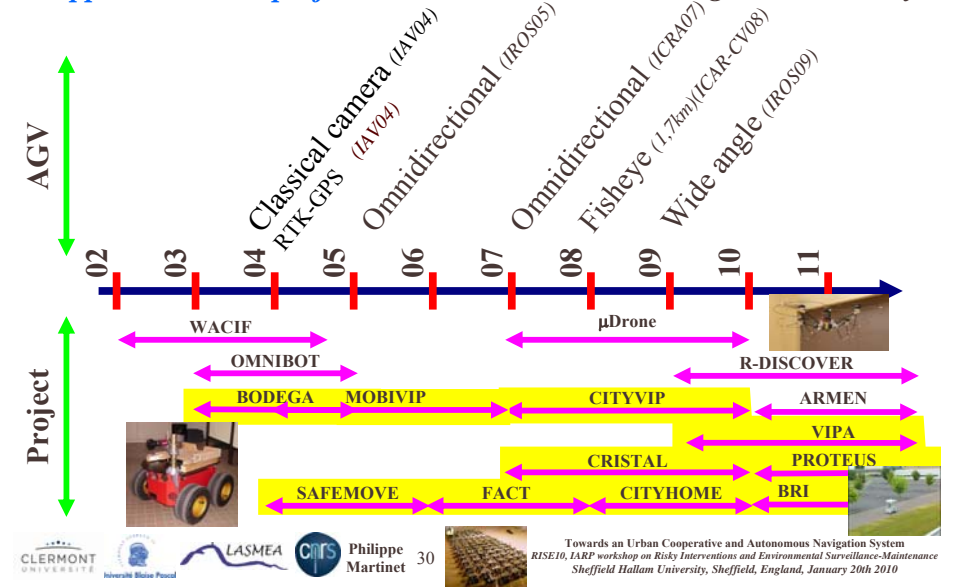 AGV
Classical camera (IAV04)
RTK-GPS (IAV04)
Omnidirectional (IROS05)
Omnidirectional (ICRA07)
Fisheye (1,7km)(ICAR-CV08)
Wide angle (IROS09)
02 03 04 05 06 07 08 09 10 11
Project
WACIF
μDrone
OMNIBOT
R-DISCOVER
BODEGA MOBIVIP CITYVIP ARMEN
VIPA
CRISTAL PROTEUS
SAFEMOVE FACT CITYHOME BRI
CLERMONT
UNIVERSITÉ
Université Blaise Pascal
LASMEA
cnrs
Philippe
Martinet
30
Towards an Urban Cooperative and Autonomous Navigation System
RISE10, IARP workshop on Risky Interventions and Environmental Surveillance-Maintenance
Sheffield Hallam University, Sheffield, England, January 20th 2010